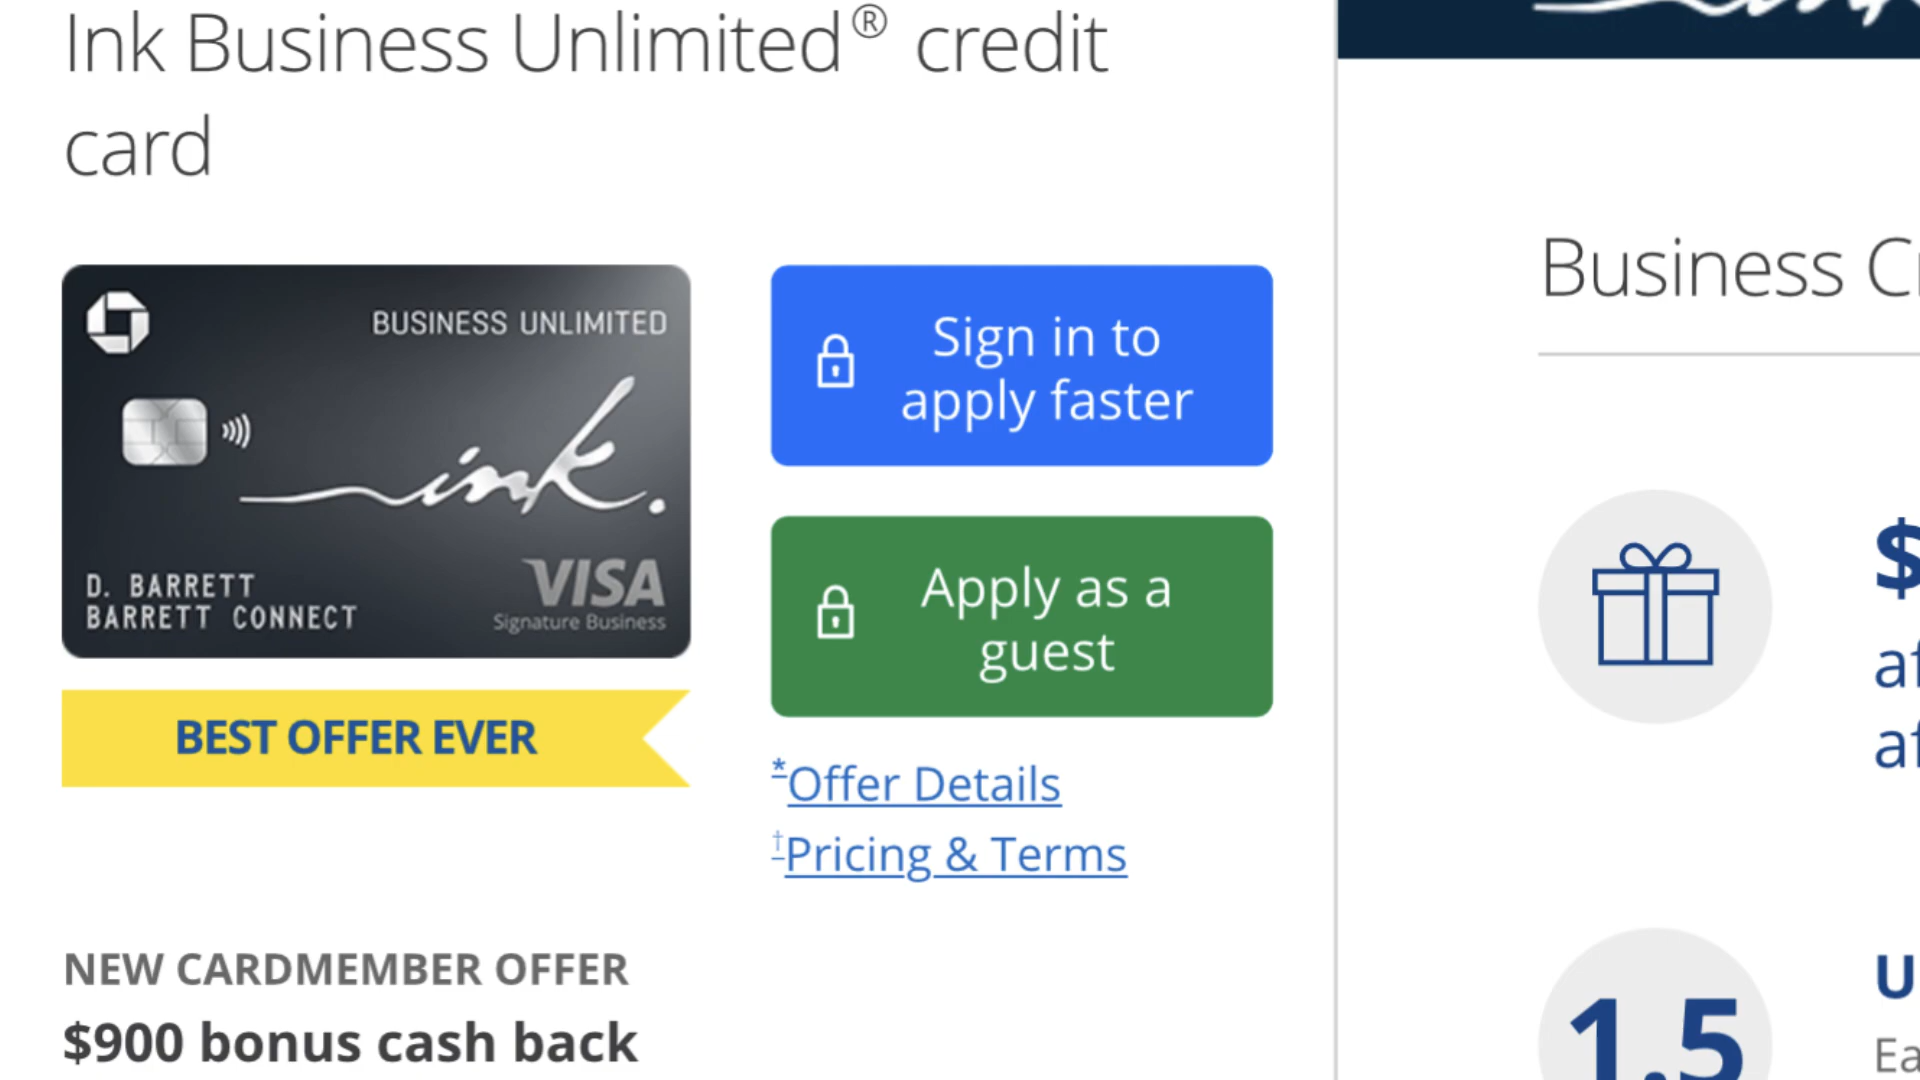 Ink Business Unlimited® credit
card
BUSINESS UNLIMITED
ink.
D. BARRETT
BARRETT CONNECT
VISA
Signature Business
BEST OFFER EVER
Sign in to
apply faster
Apply as a
guest
*Offer Details
†Pricing & Terms
NEW CARDMEMBER OFFER
$900 bonus cash back
Business
$
1.5